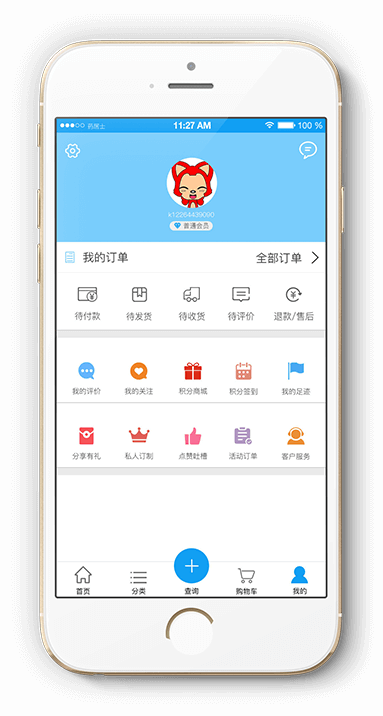 药医士 11:27 AM 100 %
k12264439090
普通会员
我的订单 全部订单
待付款 待发货 待收货 待评价 退款/售后
我的评价 我的关注 积分商城 积分签到 我的足迹
分享有礼 私人订制 点赞吐槽 活动订单 客户服务
首页 分类 查询 购物车 我的